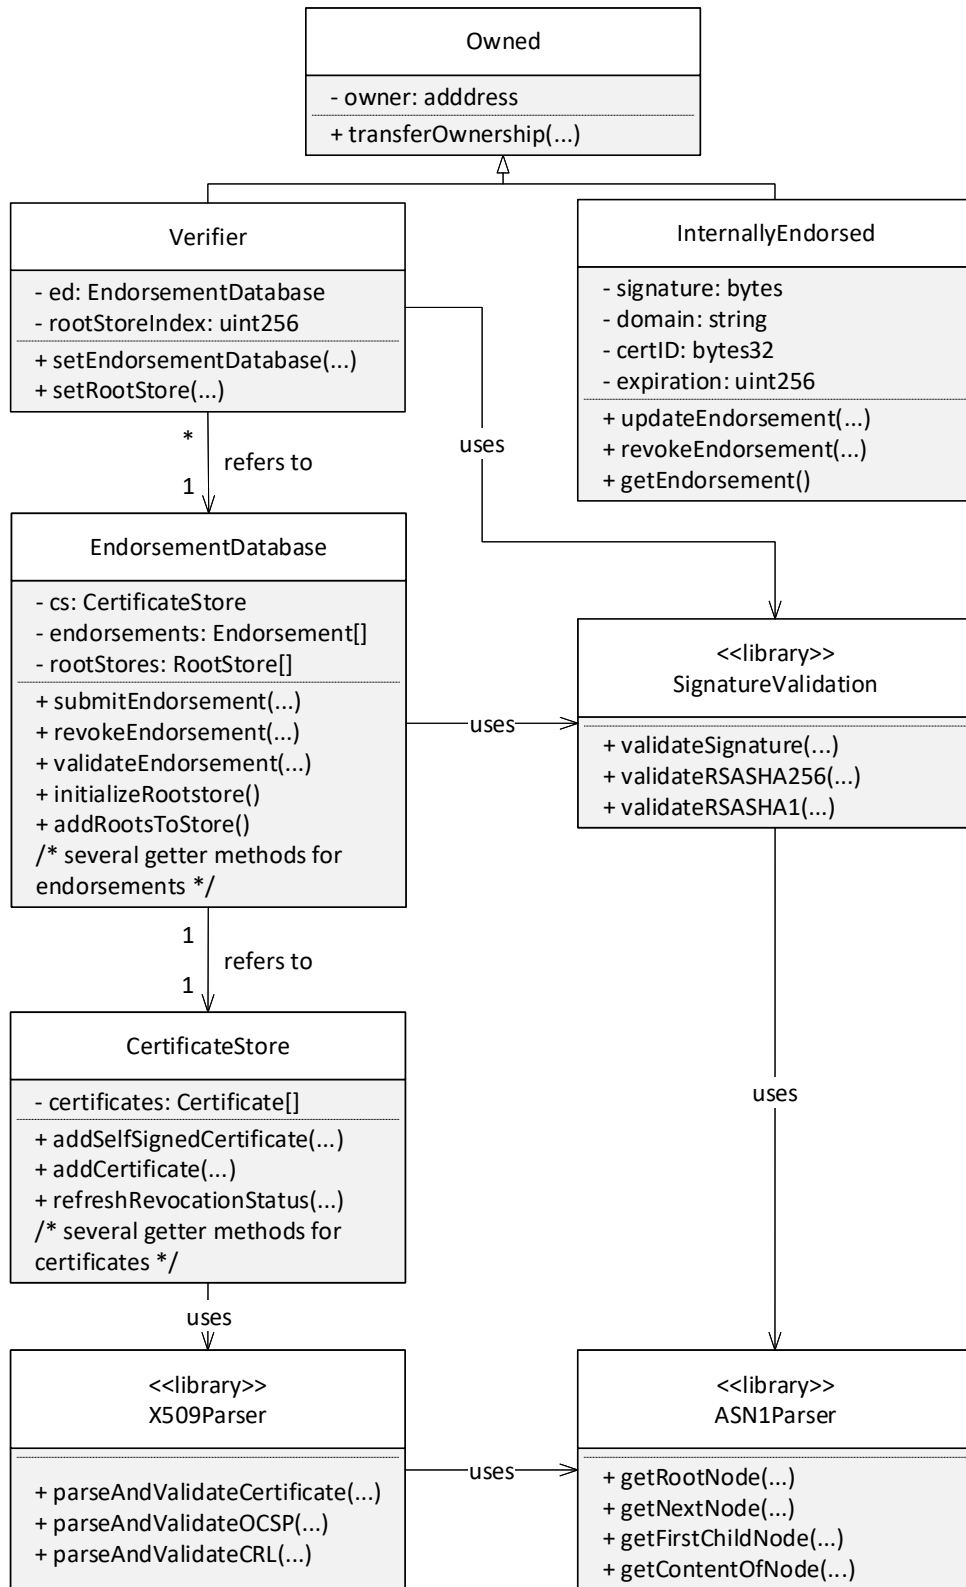 Owned
- owner: adddress
+ transferOwnership(...)
Verifier
- ed: EndorsementDatabase
- rootStoreIndex: uint256
+ setEndorsementDatabase(...)
+ setRootStore(...)
InternallyEndorsed
- signature: bytes
- domain: string
- certID: bytes32
- expiration: uint256
+ updateEndorsement(...)
+ revokeEndorsement(...)
+ getEndorsement()
*
refers to
1
uses
EndorsementDatabase
- cs: CertificateStore
- endorsements: Endorsement[]
- rootStores: RootStore[]
+ submitEndorsement(...)
+ revokeEndorsement(...)
+ validateEndorsement(...)
+ initializeRootstore()
+ addRootsToStore()
/* several getter methods for
endorsements */
uses
<<library>>
SignatureValidation
+ validateSignature(...)
+ validateRSASHA256(...)
+ validateRSASHA1(...)
1
refers to
1
CertificateStore
- certificates: Certificate[]
+ addSelfSignedCertificate(...)
+ addCertificate(...)
+ refreshRevocationStatus(...)
/* several getter methods for
certificates */
uses
uses
<<library>>
X509Parser
+ parseAndValidateCertificate(...)
+ parseAndValidateOCSP(...)
+ parseAndValidateCRL(...)
uses
<<library>>
ASN1Parser
+ getRootNode(...)
+ getNextNode(...)
+ getFirstChildNode(...)
+ getContentOfNode(...)